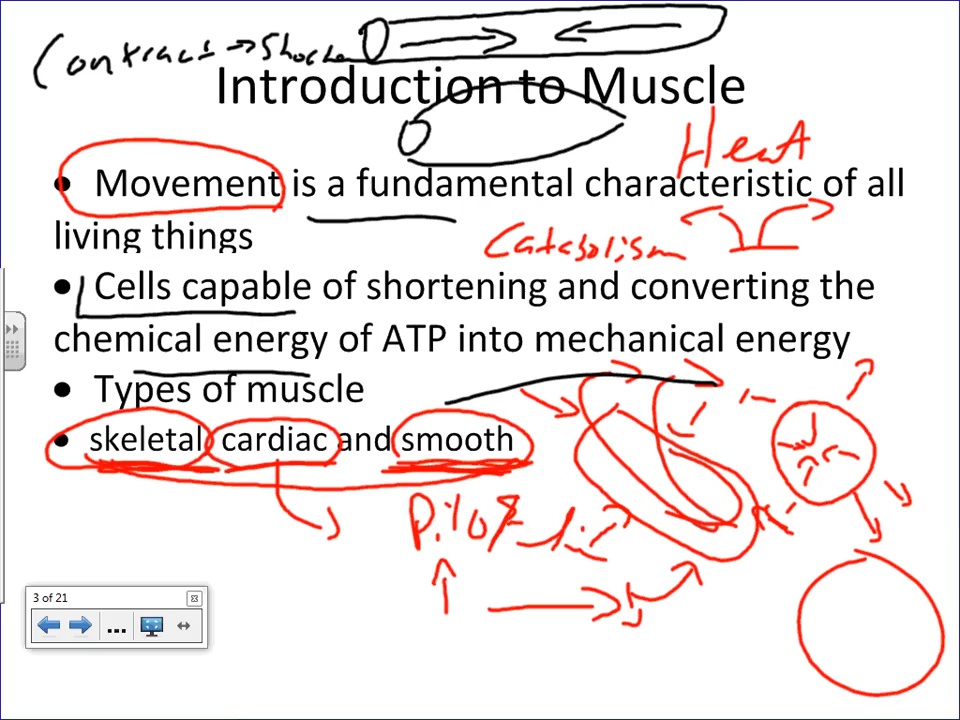 Contract → Shorten
Introduction to Muscle
Heat
• Movement is a fundamental characteristic of all
living things
Catabolism
• Cells capable of shortening and converting the
chemical energy of ATP into mechanical energy
• Types of muscle
• skeletal cardiac and smooth
3 of 21
...